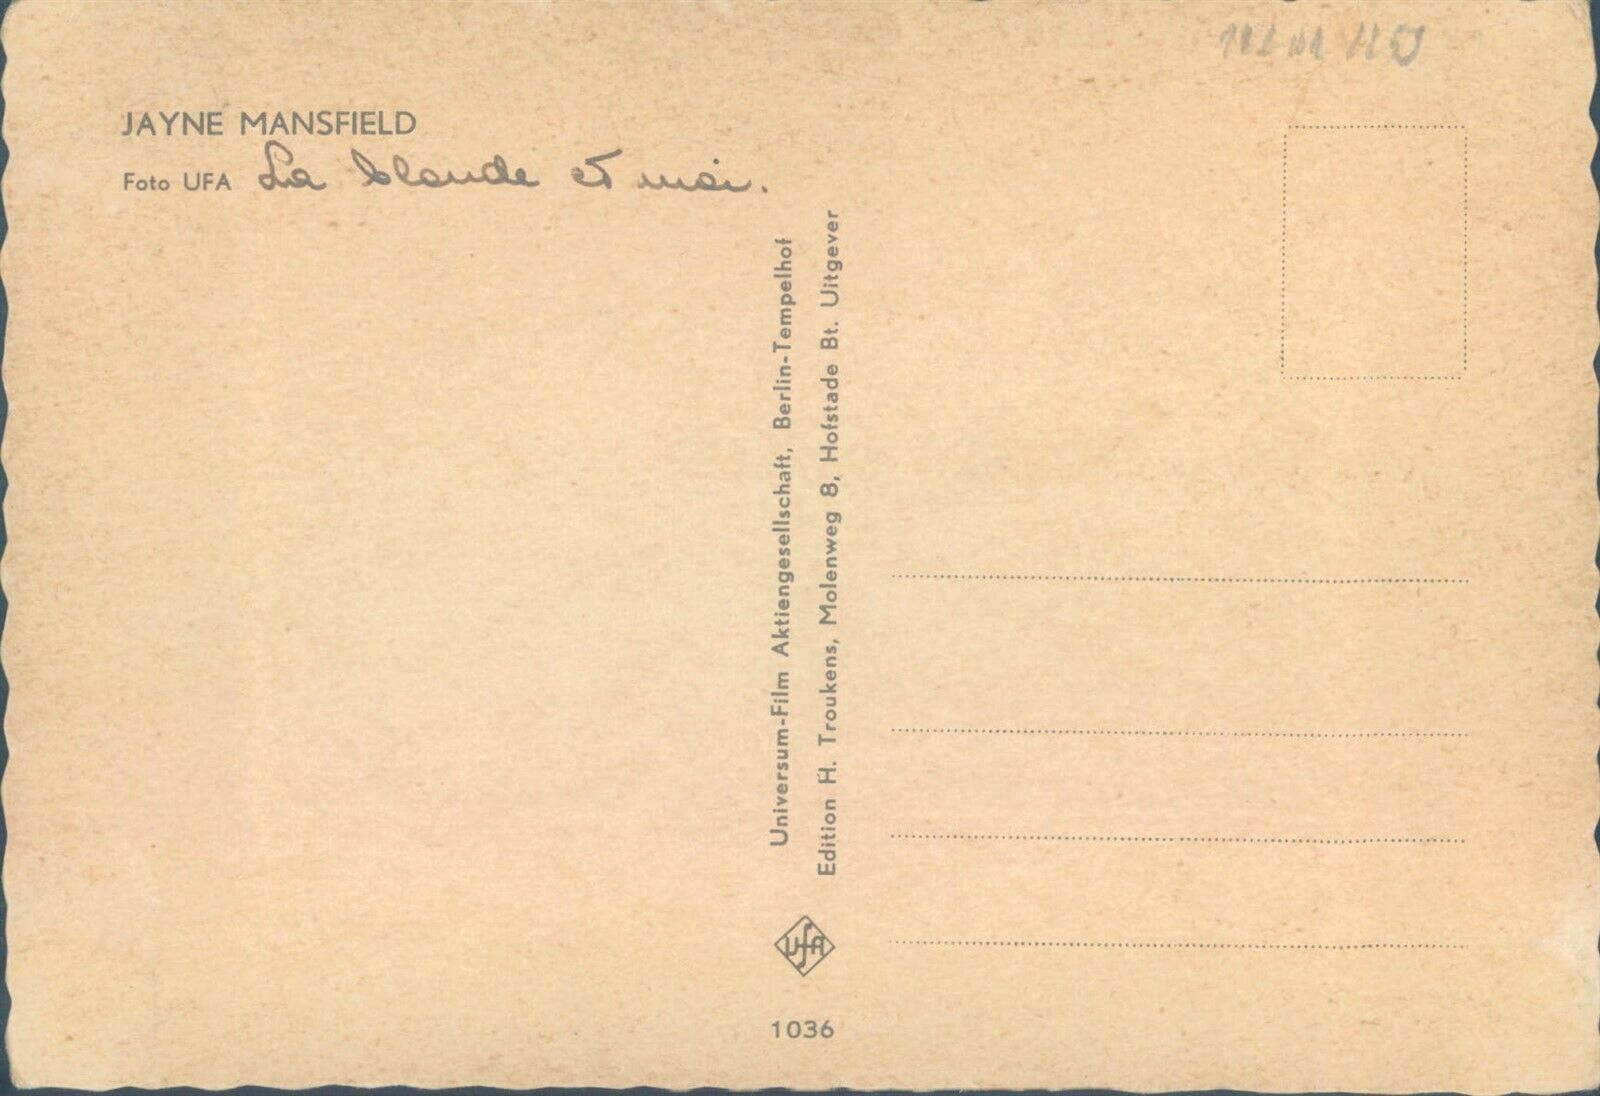 JAYNE MANSFIELD
Foto UFA La blonde et moi.
Universum-Film Aktiengesellschaft, Berlin-Tempelhof
Edition H. Troukens, Molenweg 8, Hofstade Bt. Uitgever
UFA
1036